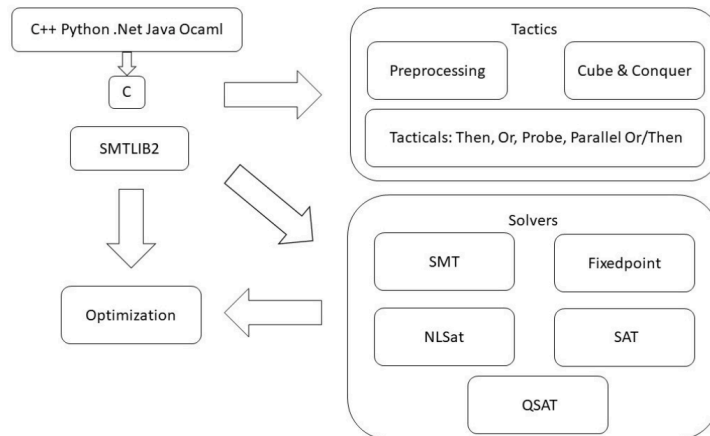 C++ Python .Net Java Ocaml
C
SMTLIB2
Optimization
Tactics
Preprocessing
Cube & Conquer
Tacticals: Then, Or, Probe, Parallel Or/Then
Solvers
SMT
Fixedpoint
NLSat
SAT
QSAT